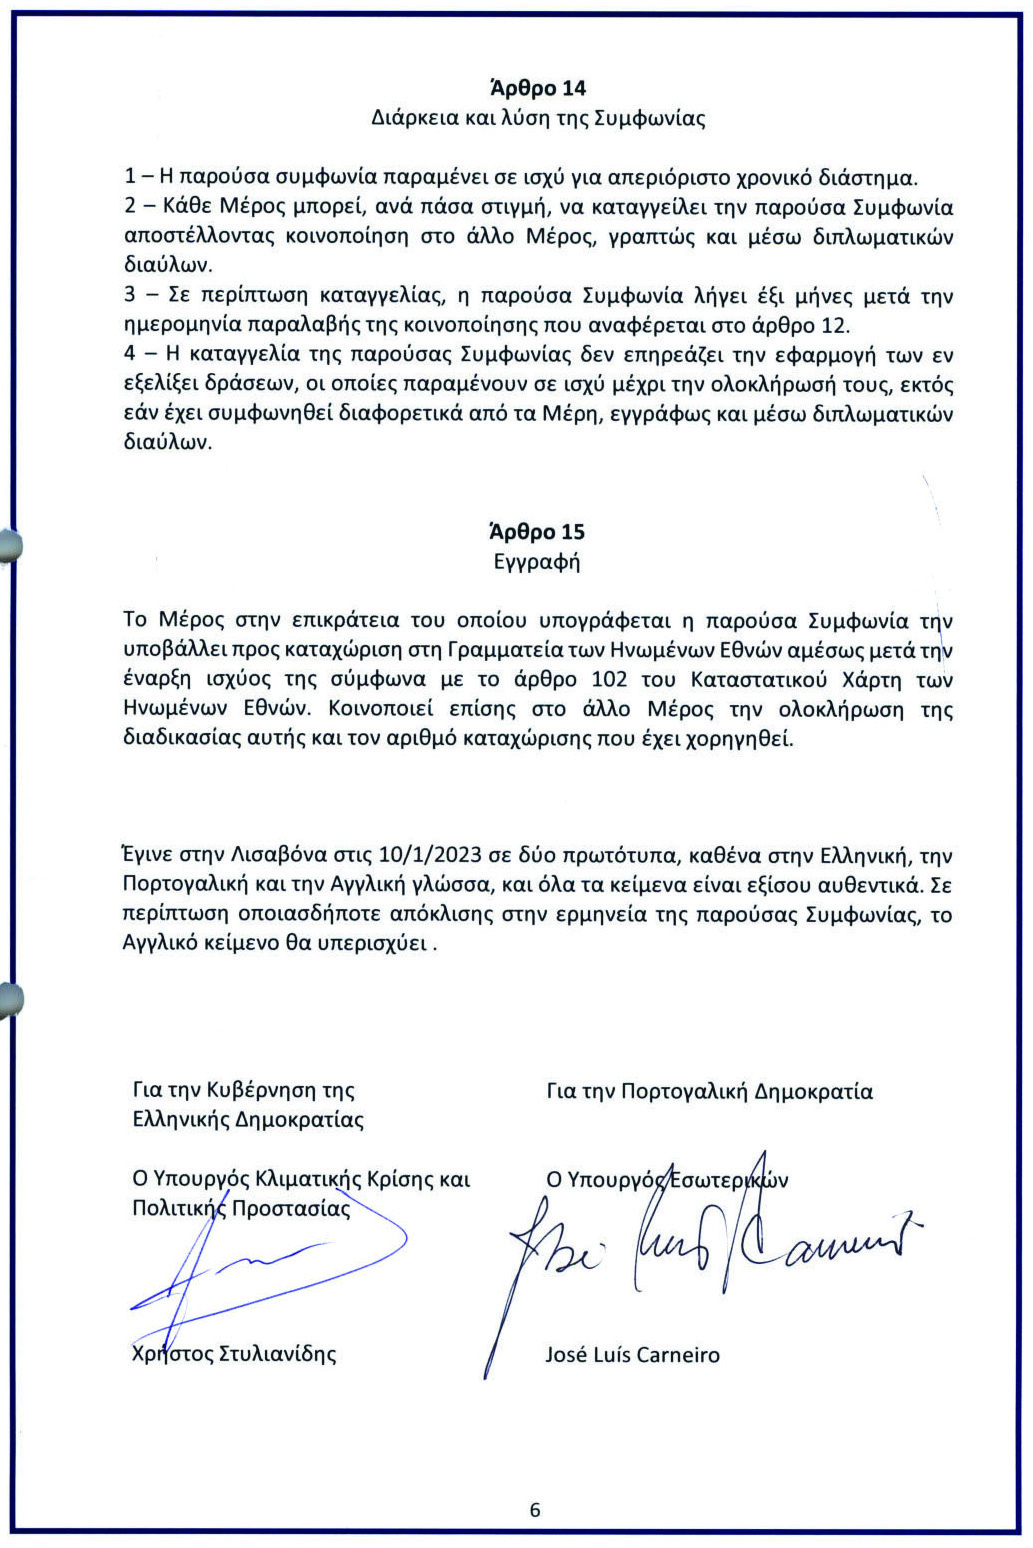 Άρθρο 14
Διάρκεια και λύση της Συμφωνίας
1 – Η παρούσα συμφωνία παραμένει σε ισχύ για απεριόριστο χρονικό διάστημα.
2 – Κάθε Μέρος μπορεί, ανά πάσα στιγμή, να καταγγείλει την παρούσα Συμφωνία
αποστέλλοντας κοινοποίηση στο άλλο Μέρος, γραπτώς και μέσω διπλωματικών
διαύλων.
3 – Σε περίπτωση καταγγελίας, η παρούσα Συμφωνία λήγει έξι μήνες μετά την
ημερομηνία παραλαβής της κοινοποίησης που αναφέρεται στο άρθρο 12.
4 – Η καταγγελία της παρούσας Συμφωνίας δεν επηρεάζει την εφαρμογή των εν
εξελίξει δράσεων, οι οποίες παραμένουν σε ισχύ μέχρι την ολοκλήρωσή τους, εκτός
εάν έχει συμφωνηθεί διαφορετικά από τα Μέρη, εγγράφως και μέσω διπλωματικών
διαύλων.
Άρθρο 15
Εγγραφή
Το Μέρος στην επικράτεια του οποίου υπογράφεται η παρούσα Συμφωνία την
υποβάλλει προς καταχώριση στη Γραμματεία των Ηνωμένων Εθνών αμέσως μετά την
έναρξη ισχύος της σύμφωνα με το άρθρο 102 του Καταστατικού Χάρτη των
Ηνωμένων Εθνών. Κοινοποιεί επίσης στο άλλο Μέρος την ολοκλήρωση της
διαδικασίας αυτής και τον αριθμό καταχώρισης που έχει χορηγηθεί.
Έγινε στην Λισαβόνα στις 10/1/2023 σε δύο πρωτότυπα, καθένα στην Ελληνική, την
Πορτογαλική και την Αγγλική γλώσσα, και όλα τα κείμενα είναι εξίσου αυθεντικά. Σε
περίπτωση οποιασδήποτε απόκλισης στην ερμηνεία της παρούσας Συμφωνίας, το
Αγγλικό κείμενο θα υπερισχύει .
Για την Κυβέρνηση της
Ελληνικής Δημοκρατίας
Ο Υπουργός Κλιματικής Κρίσης και
Πολιτικής Προστασίας
Χρήστος Στυλιανίδης
Για την Πορτογαλική Δημοκρατία
Ο Υπουργός Εσωτερικών
José Luís Carneiro
José Luís Carneiro
6